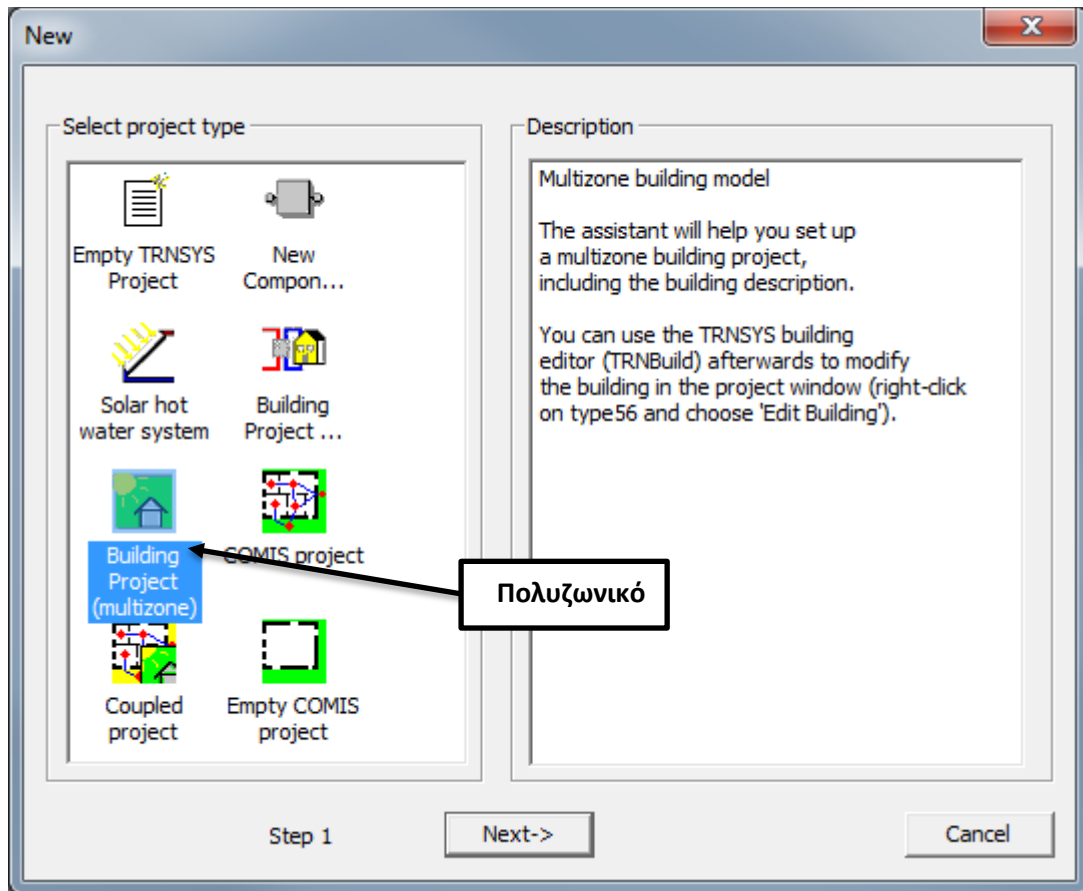 New
Select project type
Empty TRNSYS
Project
New
Compon...
Solar hot
water system
Building
Project ...
Building
Project
(multizone)
COMIS project
Coupled
project
Empty COMIS
project
Πολυζωνικό
Description
Multizone building model
The assistant will help you set up
a multizone building project,
including the building description.
You can use the TRNSYS building
editor (TRNBuild) afterwards to modify
the building in the project window (right-click
on type56 and choose 'Edit Building').
Step 1
Next->
Cancel